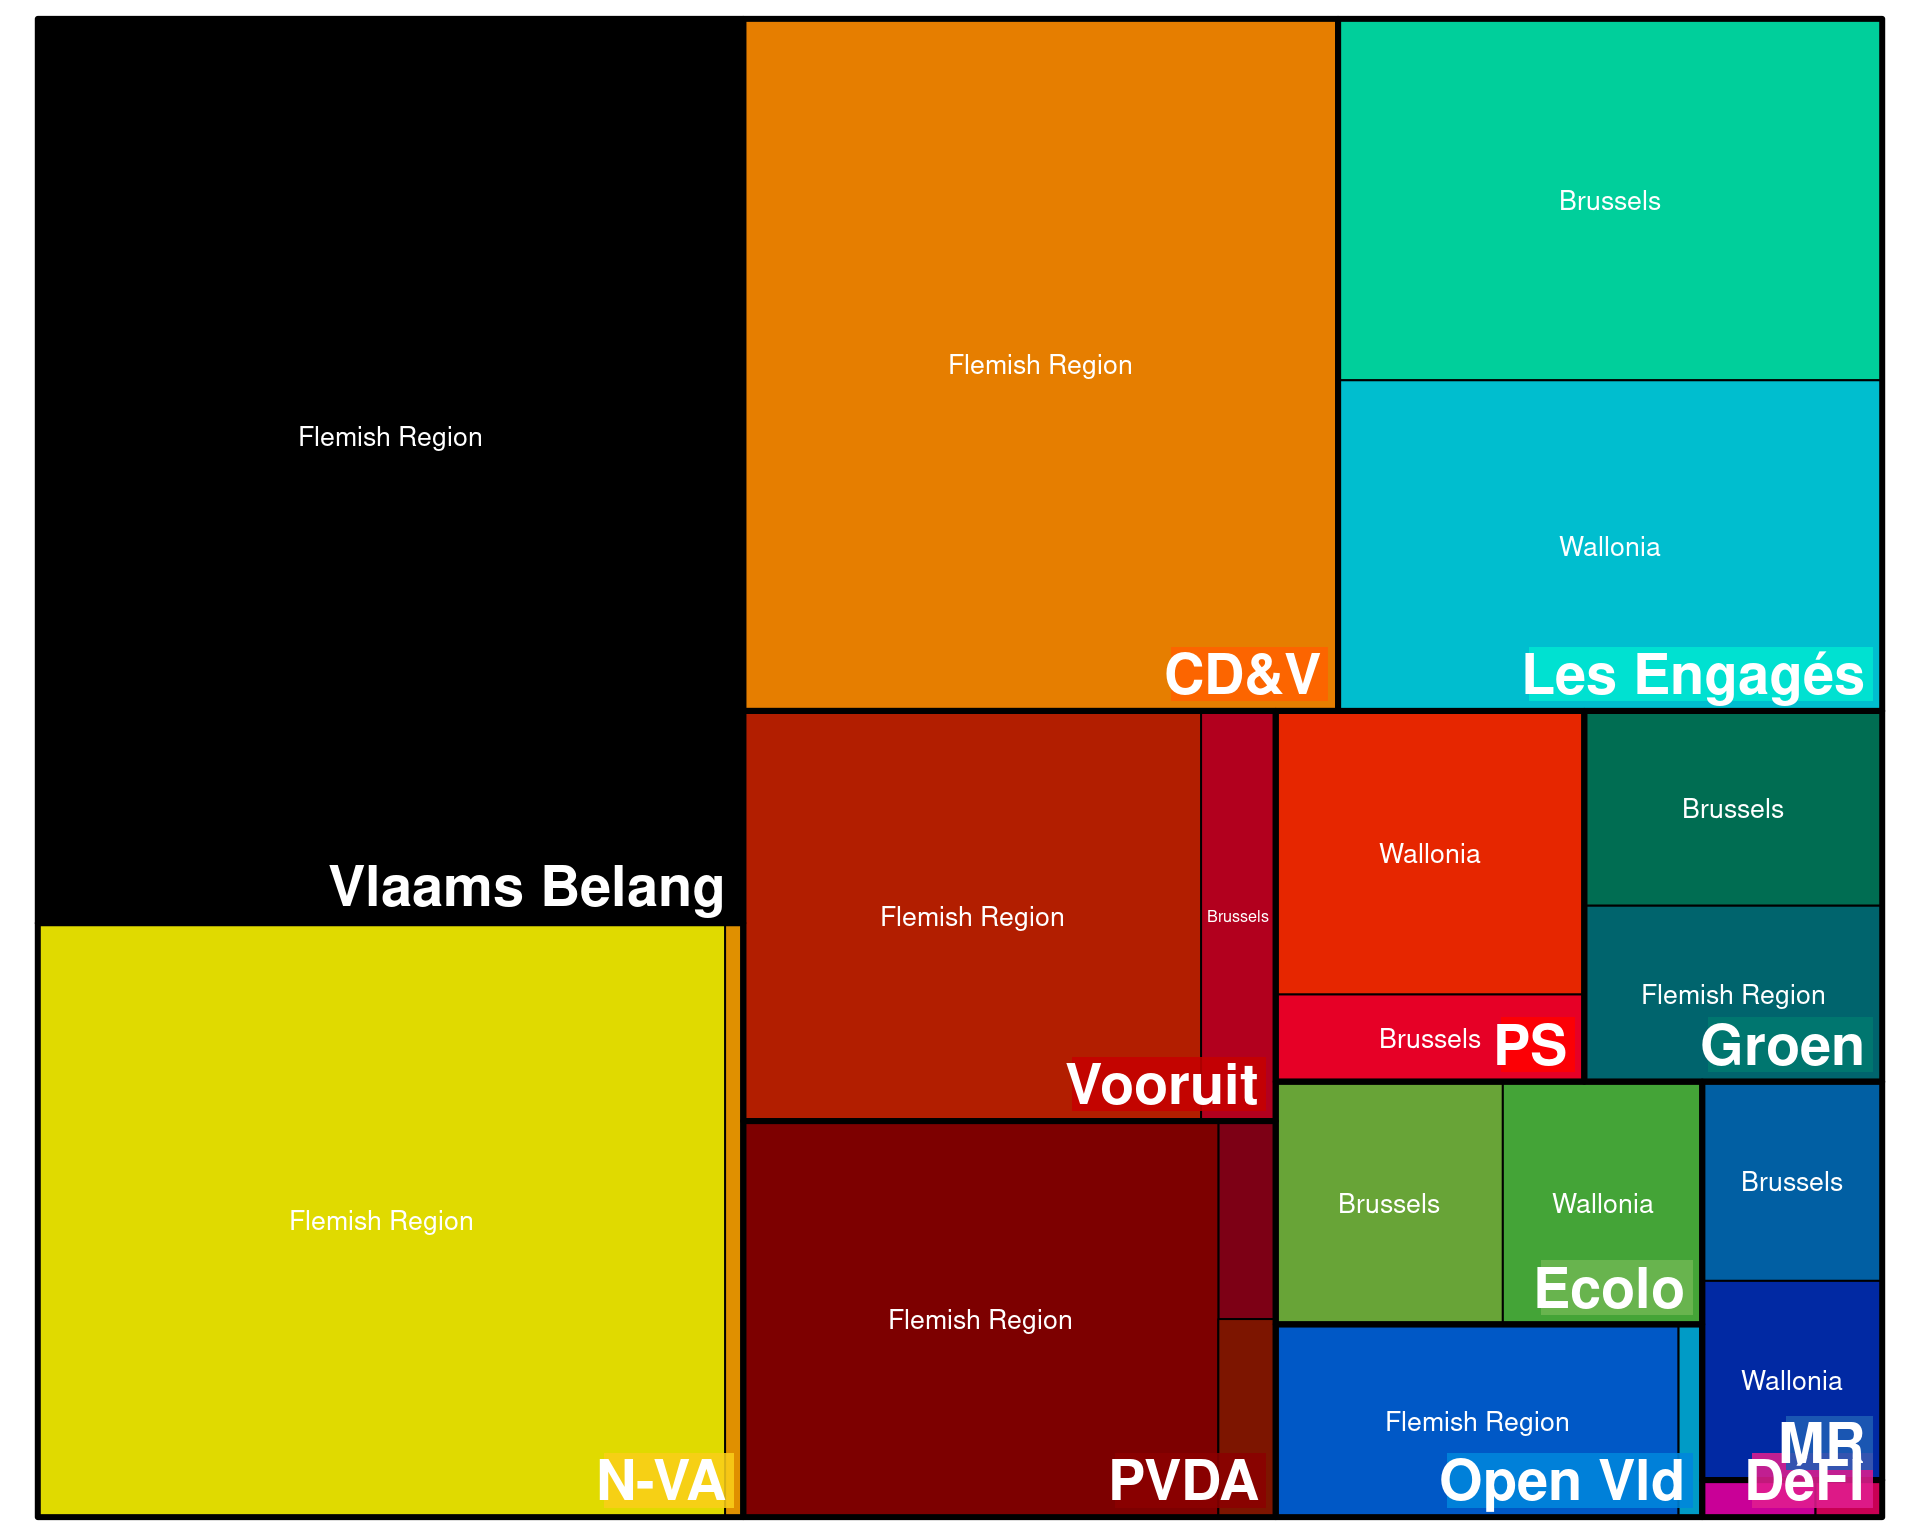 Flemish Region
Vlaams Belang
Flemish Region
N-VA
Flemish Region
CD&V
Brussels
Wallonia
Les Engagés
Flemish Region
Brussels
Vooruit
Flemish Region
PVDA
Wallonia
Brussels
PS
Brussels
Flemish Region
Groen
Brussels
Wallonia
Ecolo
Flemish Region
Open Vld
Brussels
Wallonia
MR
DéFI